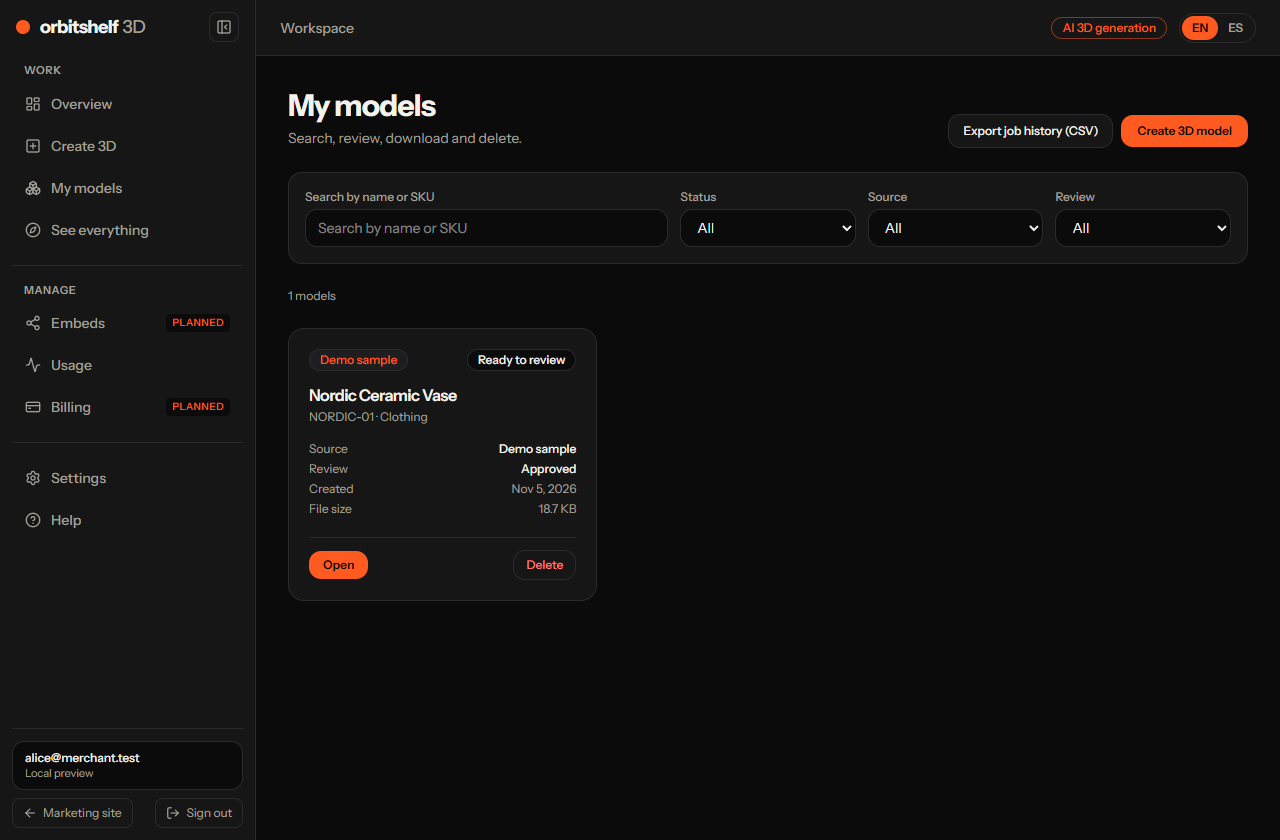 orbitshelf 3D
WORK
Overview
Create 3D
My models
See everything
MANAGE
Embeds PLANNED
Usage
Billing PLANNED
Settings
Help
alice@merchant.test
Local preview
Marketing site
Sign out
Workspace
AI 3D generation
EN ES
My models
Search, review, download and delete.
Export job history (CSV)
Create 3D model
Search by name or SKU
Search by name or SKU
Status
All
Source
All
Review
All
1 models
Demo sample
Ready to review
Nordic Ceramic Vase
NORDIC-01 · Clothing
Source Demo sample
Review Approved
Created Nov 5, 2026
File size 18.7 KB
Open
Delete